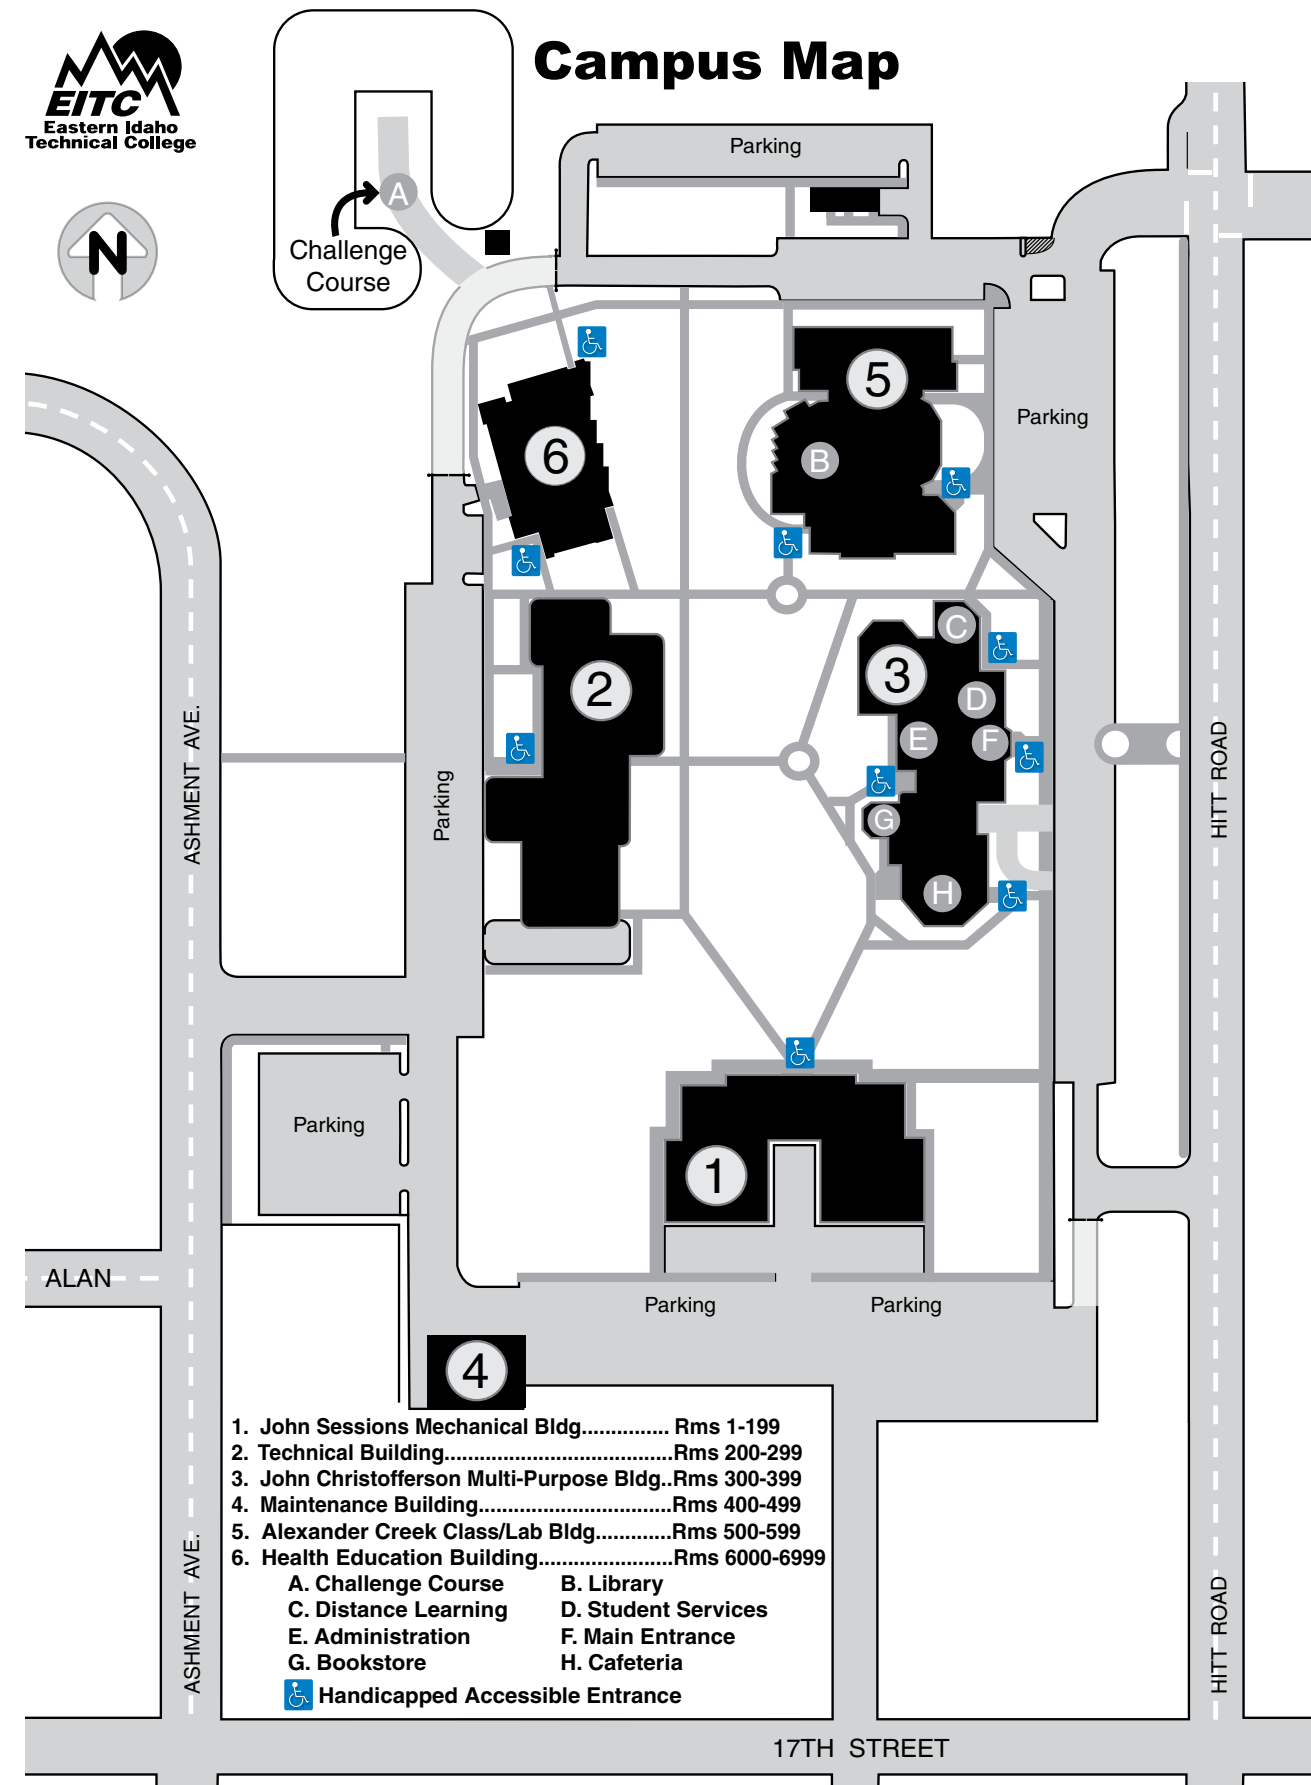 Campus Map
EITC
Eastern Idaho
Technical College
N
Parking
A
Challenge
Course
5
Parking
6
B
C
3
2
D
ASHMENT AVE.
HITT ROAD
E
F
Parking
G
H
Parking
1
ALAN
Parking
Parking
4
1. John Sessions Mechanical Bldg............... Rms 1-199
2. Technical Building.......................................Rms 200-299
3. John Christofferson Multi-Purpose Bldg..Rms 300-399
4. Maintenance Building.................................Rms 400-499
5. Alexander Creek Class/Lab Bldg.............Rms 500-599
6. Health Education Building.......................Rms 6000-6999
A. Challenge Course B. Library
C. Distance Learning D. Student Services
E. Administration F. Main Entrance
G. Bookstore H. Cafeteria
Handicapped Accessible Entrance
ASHMENT AVE.
HITT ROAD
17TH STREET